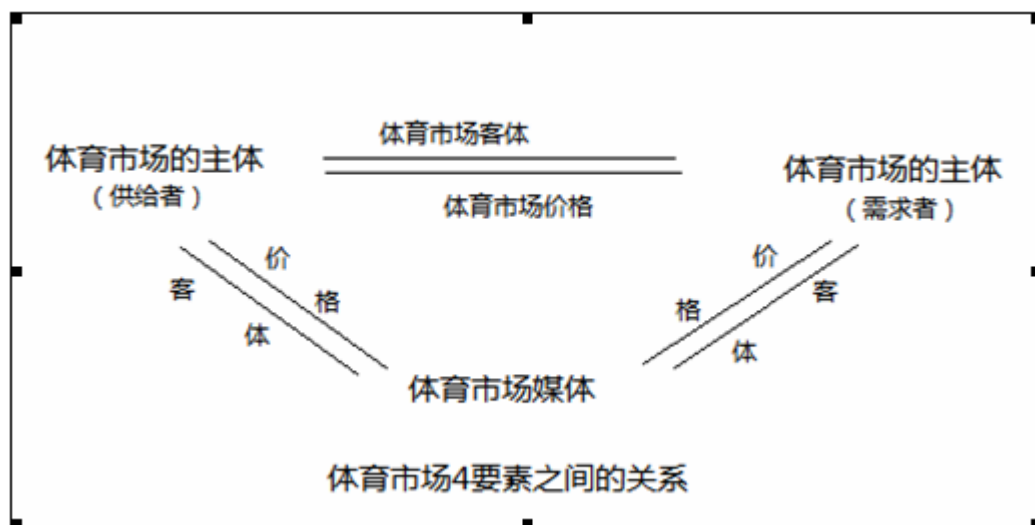 体育市场客体
体育市场的主体
（供给者）
体育市场的主体
（需求者）
体育市场价格
价
格
客
体
价
格
客
体
体育市场媒体
体育市场4要素之间的关系